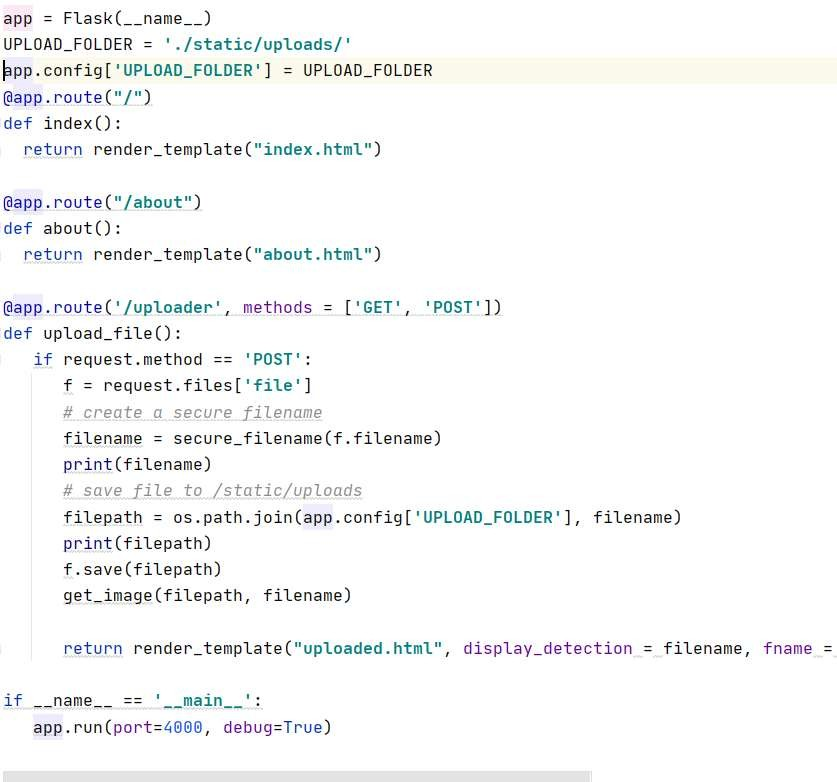 app = Flask(__name__)
UPLOAD_FOLDER = './static/uploads/'
app.config['UPLOAD_FOLDER'] = UPLOAD_FOLDER
@app.route("/")
def index():
  return render_template("index.html")

@app.route("/about")
def about():
  return render_template("about.html")

@app.route('/uploader', methods = ['GET', 'POST'])
def upload_file():
   if request.method == 'POST':
      f = request.files['file']
      # create a secure filename
      filename = secure_filename(f.filename)
      print(filename)
      # save file to /static/uploads
      filepath = os.path.join(app.config['UPLOAD_FOLDER'], filename)
      print(filepath)
      f.save(filepath)
      get_image(filepath, filename)

      return render_template("uploaded.html", display_detection = filename, fname =

if __name__ == '__main__':
   app.run(port=4000, debug=True)